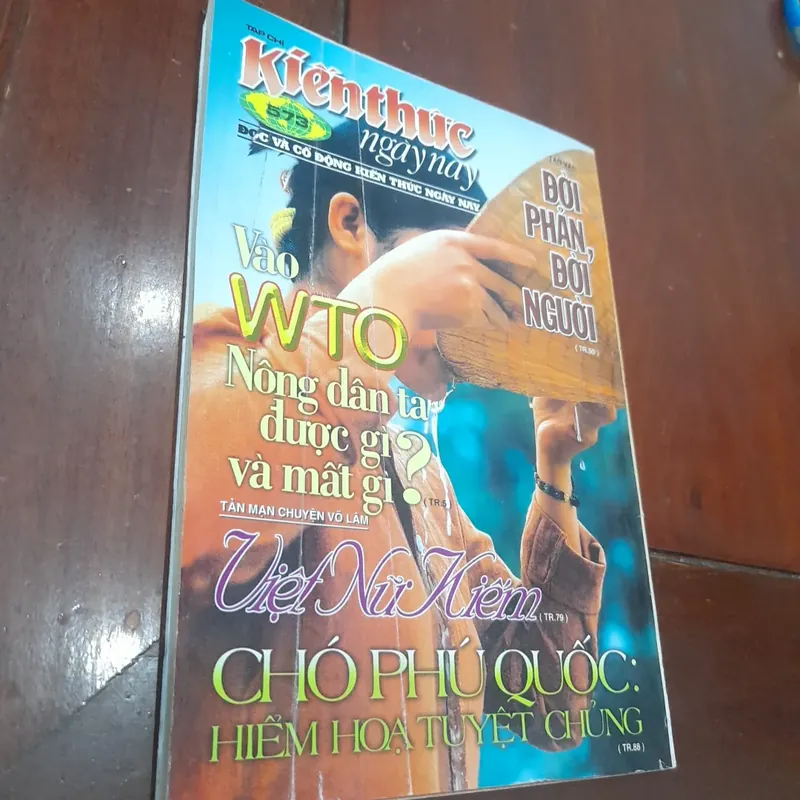 TẠP CHÍ
Kiến thức
ngày nay
573
ĐỌC VÀ CỔ ĐỘNG KIẾN THỨC NGÀY NAY
ĐỜI
PHẢN,
ĐỜI
NGƯỜI
(TR.50)
Vào
WTO
Nông dân ta
được gì
và mất gì?
(TR.5)
TẢN MẠN CHUYỆN VÕ LÂM
Việt Nữ Kiếm
(TR.79)
CHÓ PHÚ QUỐC:
HIỂM HOẠ TUYỆT CHỦNG
(TR.88)